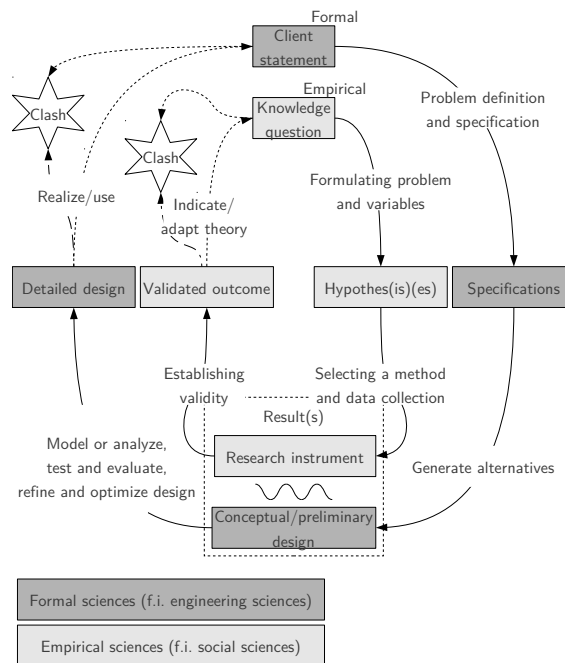 Formal
Client
statement
Empirical
Knowledge
question
Clash
Clash
Problem definition
and specification
Formulating problem
and variables
Realize/use
Indicate/
adapt theory
Detailed design
Validated outcome
Hypothes(is)(es)
Specifications
Establishing
validity
Selecting a method
and data collection
Result(s)
Research instrument
Model or analyze,
test and evaluate,
refine and optimize design
Generate alternatives
Conceptual/preliminary
design
Formal sciences (f.i. engineering sciences)
Empirical sciences (f.i. social sciences)